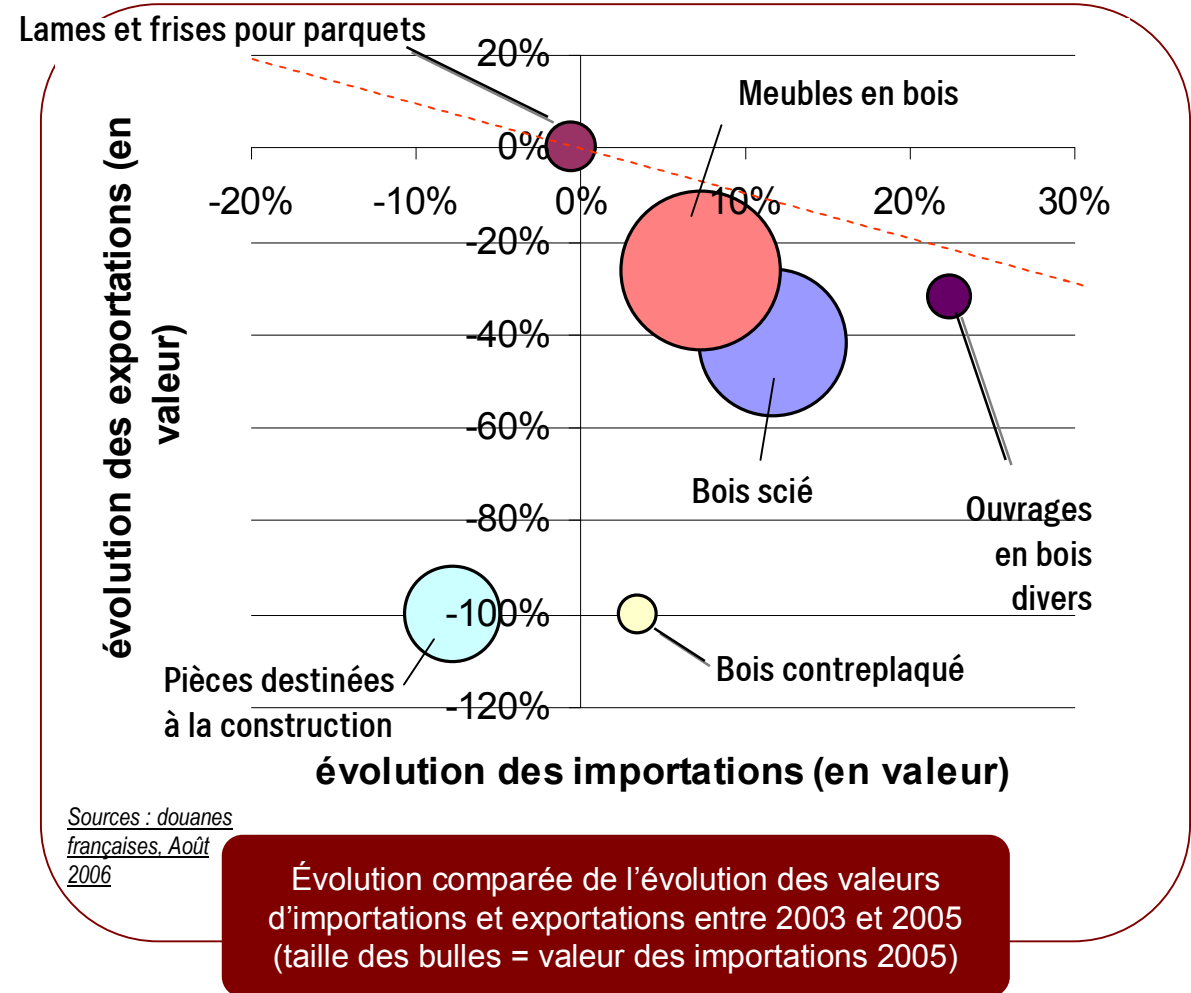 Lames et frises pour parquets
20%
Meubles en bois
0%
-20%
-10%
0%
10%
20%
30%
-20%
-40%
-60%
Bois scié
-80%
Ouvrages
en bois
divers
-100%
Bois contreplaqué
Pièces destinées
à la construction
-120%
évolution des exportations (en
valeur)
évolution des importations (en valeur)
Sources : douanes
françaises, Août
2006
Évolution comparée de l'évolution des valeurs
d'importations et exportations entre 2003 et 2005
(taille des bulles = valeur des importations 2005)